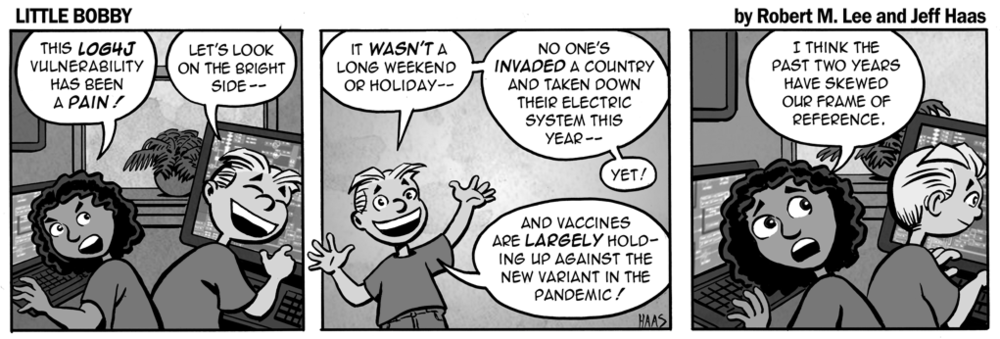 LITTLE BOBBY
by Robert M. Lee and Jeff Haas
THIS LOG4J
VULNERABILITY
HAS BEEN
A PAIN!
LET'S LOOK
ON THE BRIGHT
SIDE--
IT WASN'T A
LONG WEEKEND
OR HOLIDAY--
NO ONE'S
INVADED A COUNTRY
AND TAKEN DOWN
THEIR ELECTRIC
SYSTEM THIS
YEAR--
YET!
AND VACCINES
ARE LARGELY HOLD-
ING UP AGAINST THE
NEW VARIANT IN THE
PANDEMIC!
HAAS
I THINK THE
PAST TWO YEARS
HAVE SKEWED
OUR FRAME OF
REFERENCE.